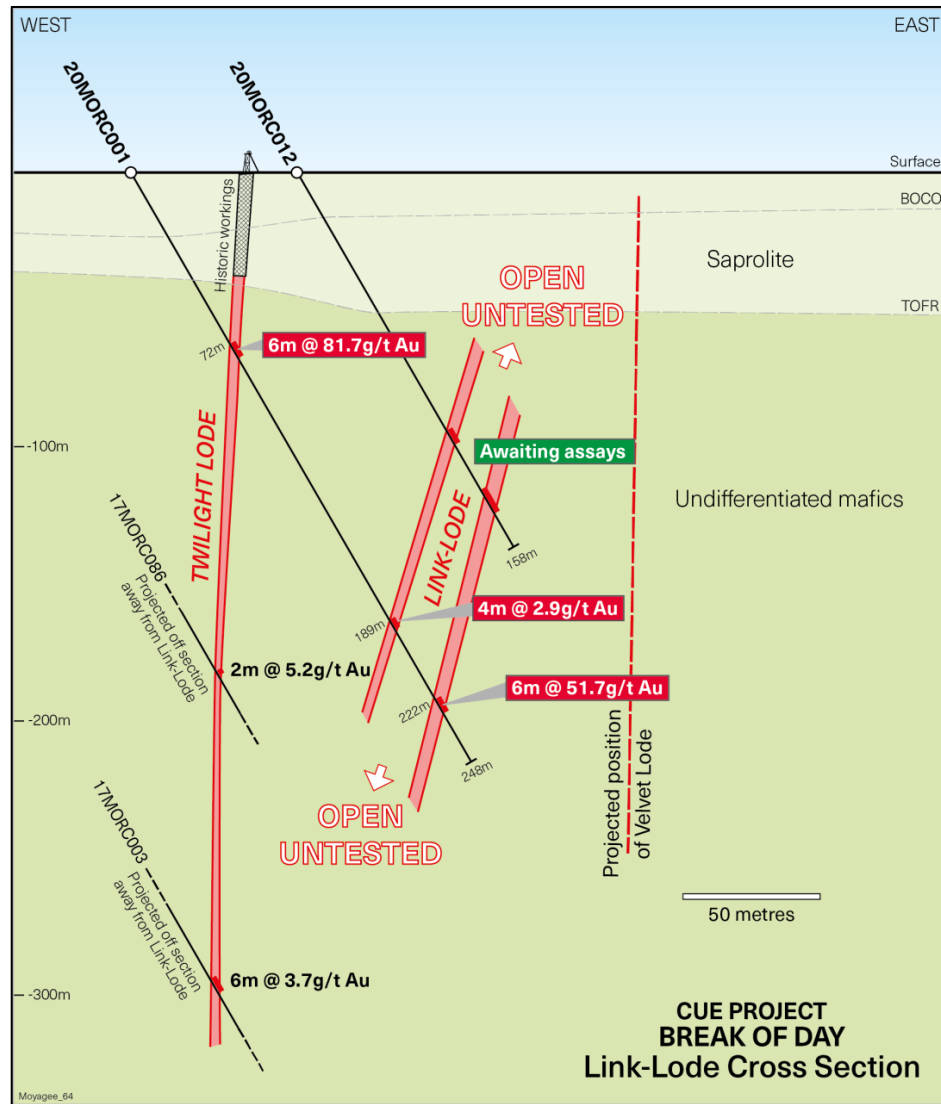 WEST
EAST
20MORC001
20MORC012
Surface
Historic workings
BOCO
Saprolite
TOFR
OPEN
UNTESTED
72m
6m @ 81.7g/t Au
-100m
Awaiting assays
TWILIGHT LODE
LINK-LODE
Undifferentiated mafics
17MORC086
Projected off section
away from Link-Lode
158m
189m
4m @ 2.9g/t Au
2m @ 5.2g/t Au
6m @ 51.7g/t Au
222m
-200m
248m
Projected position
of Velvet Lode
OPEN
UNTESTED
17MORC003
Projected off section
away from Link-Lode
50 metres
6m @ 3.7g/t Au
-300m
CUE PROJECT
BREAK OF DAY
Link-Lode Cross Section
Moyagee_64